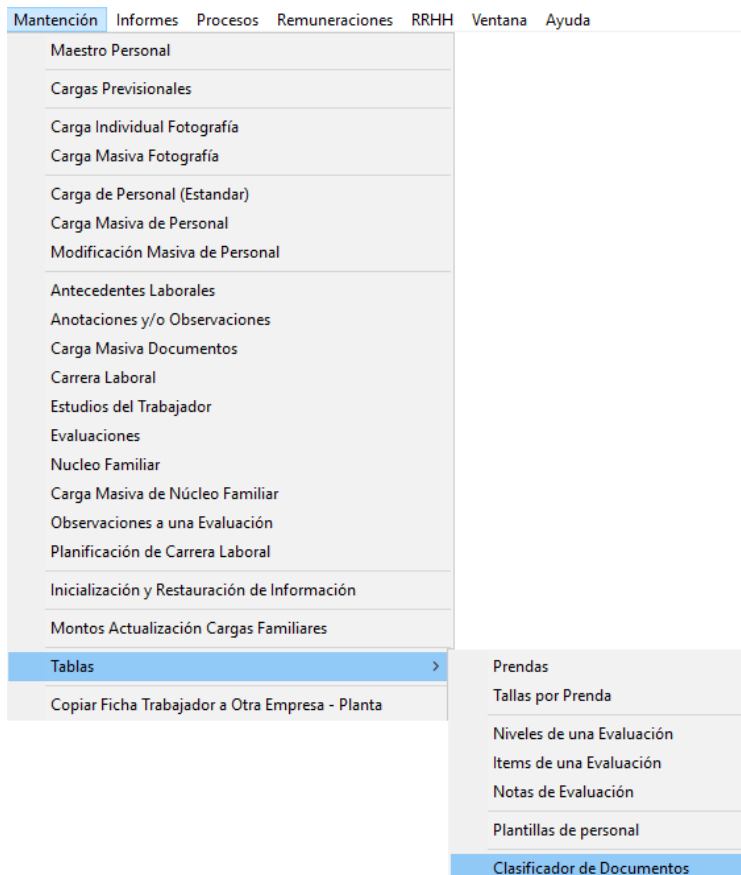 Mantención Informes Procesos Remuneraciones RRHH Ventana Ayuda
Maestro Personal
Cargas Previsionales
Carga Individual Fotografía
Carga Masiva Fotografía
Carga de Personal (Estandar)
Carga Masiva de Personal
Modificación Masiva de Personal
Antecedentes Laborales
Anotaciones y/o Observaciones
Carga Masiva Documentos
Carrera Laboral
Estudios del Trabajador
Evaluaciones
Nucleo Familiar
Carga Masiva de Núcleo Familiar
Observaciones a una Evaluación
Planificación de Carrera Laboral
Inicialización y Restauración de Información
Montos Actualización Cargas Familiares
Tablas >
Copiar Ficha Trabajador a Otra Empresa - Planta
Prendas
Tallas por Prenda
Niveles de una Evaluación
Items de una Evaluación
Notas de Evaluación
Plantillas de personal
Clasificador de Documentos